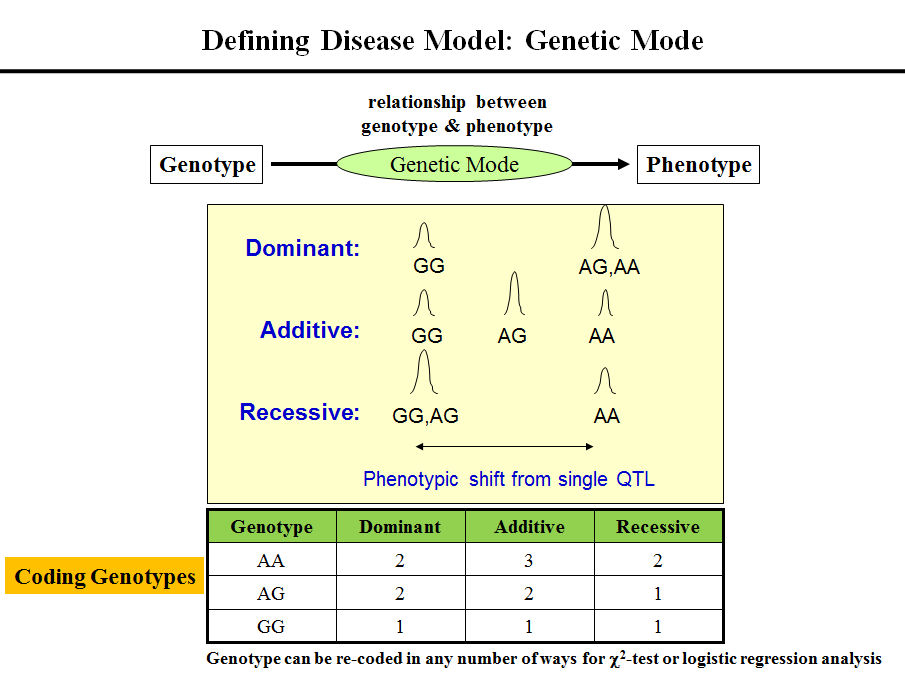 Defining Disease Model: Genetic Mode
relationship between
genotype & phenotype
Genotype Genetic Mode Phenotype
Dominant:
GG AG,AA
Additive:
GG AG AA
Recessive:
GG,AG AA
Phenotypic shift from single QTL
Genotype Dominant Additive Recessive
AA 2 3 2
Coding Genotypes
AG 2 2 1
GG 1 1 1
Genotype can be re-coded in any number of ways for χ²-test or logistic regression analysis